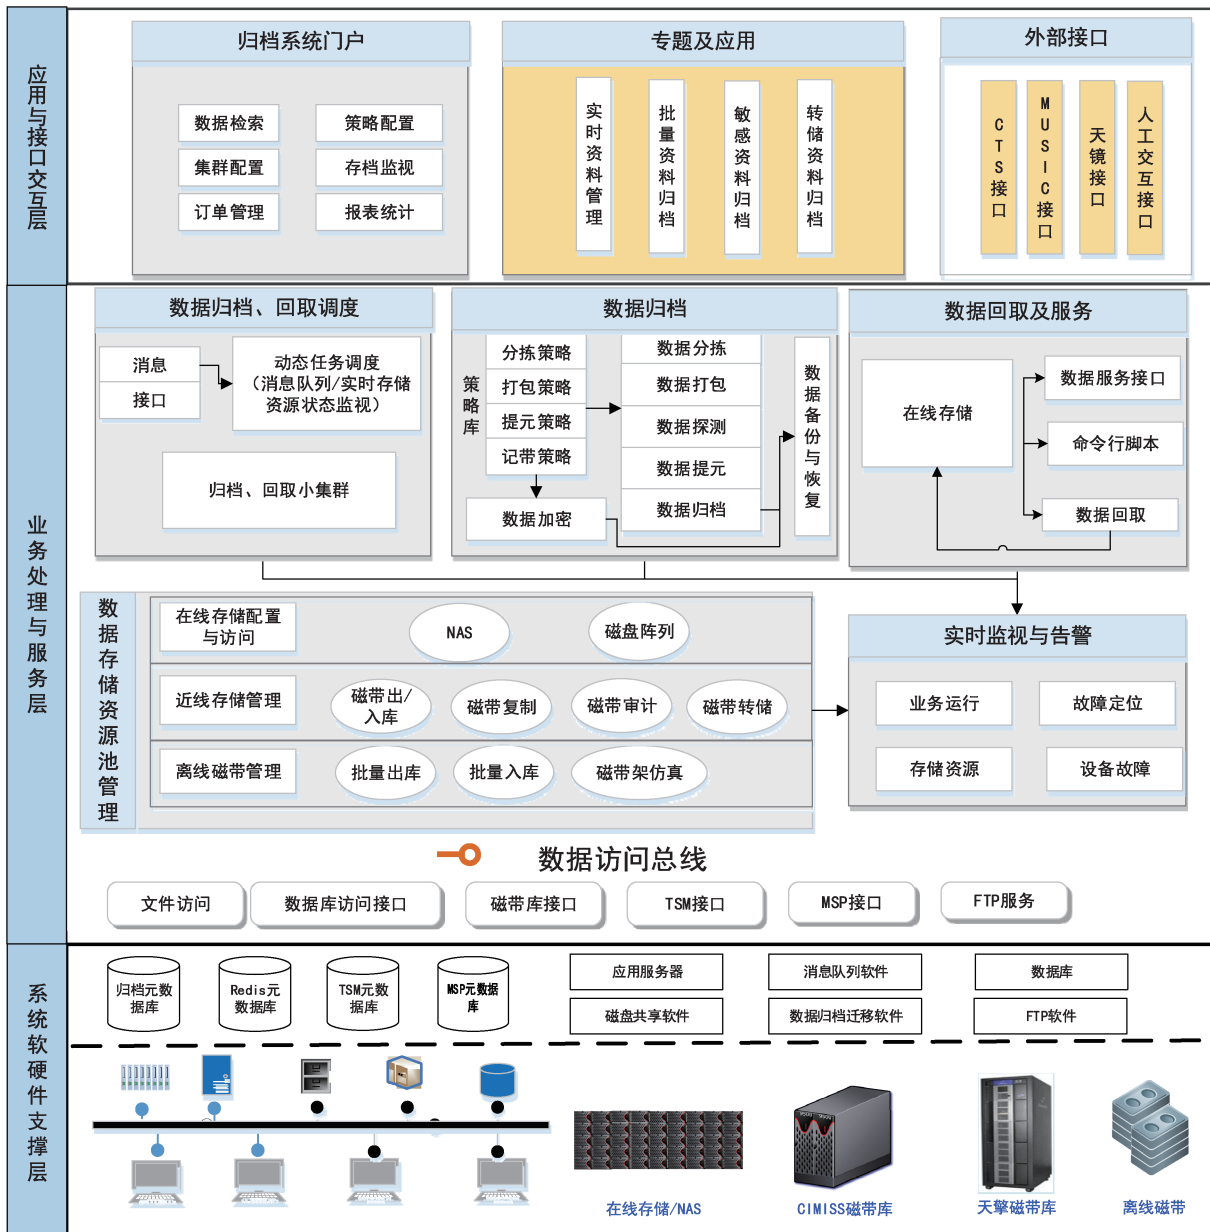 应用与接口交互层
归档系统门户
数据检索
策略配置
集群配置
存档监视
订单管理
报表统计
专题及应用
实时资料管理
批量资料归档
敏感资料归档
转储资料归档
外部接口
CTS接口
MUSIC接口
天镜接口
人工交互接口
业务处理与服务层
数据归档、回取调度
消息
接口
动态任务调度
(消息队列/实时存储
资源状态监视)
归档、回取小集群
数据归档
策略库
分拣策略
打包策略
提元策略
记带策略
数据加密
数据分拣
数据打包
数据探测
数据提元
数据归档
数据备份与恢复
数据回取及服务
在线存储
数据服务接口
命令行脚本
数据回取
数据存储资源池管理
在线存储配置
与访问
NAS
磁盘阵列
近线存储管理
磁带出/
入库
磁带复制
磁带审计
磁带转储
离线磁带管理
批量出库
批量入库
磁带架仿真
实时监视与告警
业务运行
故障定位
存储资源
设备故障
数据访问总线
文件访问
数据库访问接口
磁带库接口
TSM接口
MSP接口
FTP服务
系统软硬件支撑层
归档元数
据库
Redis元
数据库
TSM元数
据库
MSP元数据
库
应用服务器
消息队列软件
数据库
磁盘共享软件
数据归档迁移软件
FTP软件
在线存储/NAS
CIMISS磁带库
天擎磁带库
离线磁带